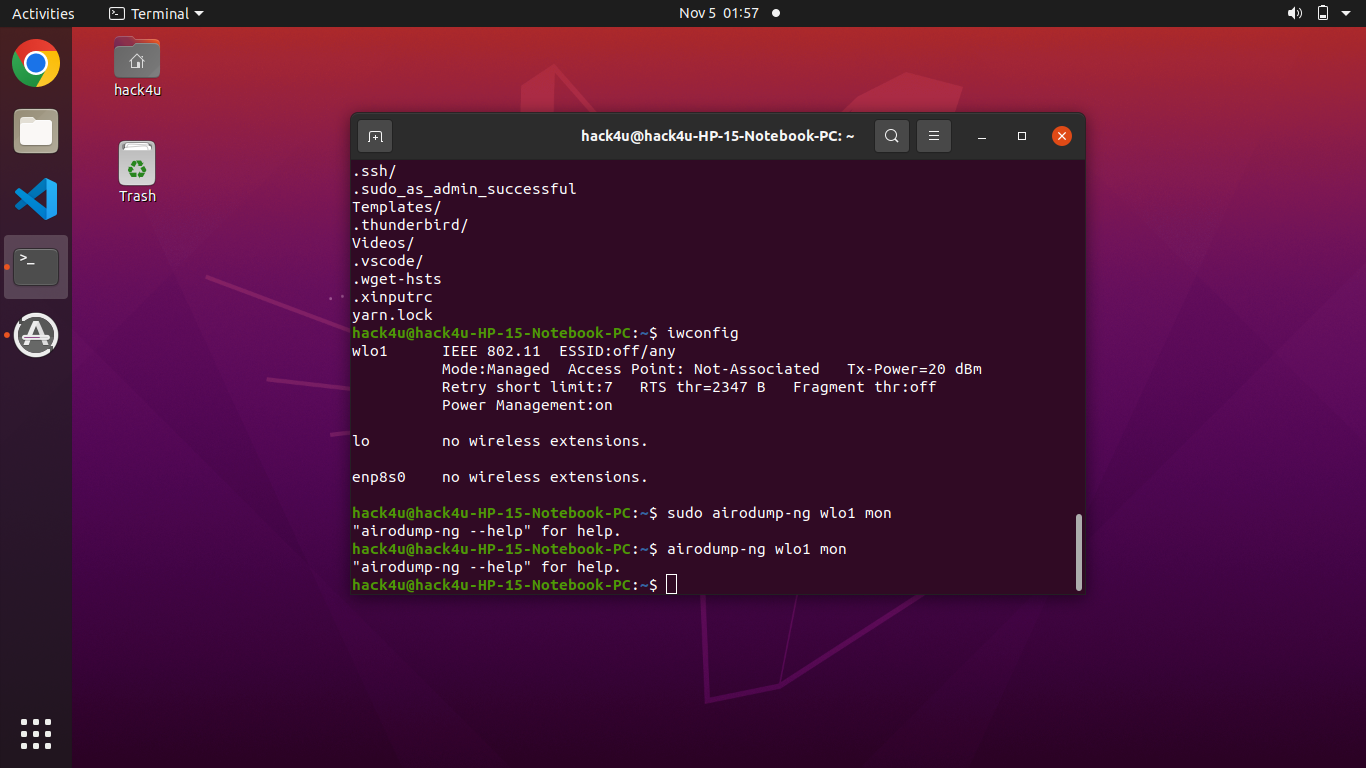 Activities
Terminal
Nov 5 01:57
hack4u
Trash
hack4u@hack4u-HP-15-Notebook-PC: ~
.ssh/
.sudo_as_admin_successful
Templates/
.thunderbird/
Videos/
.vscode/
.wget-hsts
.xinputrc
yarn.lock
hack4u@hack4u-HP-15-Notebook-PC:~$ iwconfig
wlo1      IEEE 802.11  ESSID:off/any
          Mode:Managed  Access Point: Not-Associated   Tx-Power=20 dBm
          Retry short limit:7   RTS thr=2347 B   Fragment thr:off
          Power Management:on
lo        no wireless extensions.
enp8s0    no wireless extensions.
hack4u@hack4u-HP-15-Notebook-PC:~$ sudo airodump-ng wlo1 mon
"airodump-ng --help" for help.
hack4u@hack4u-HP-15-Notebook-PC:~$ airodump-ng wlo1 mon
"airodump-ng --help" for help.
hack4u@hack4u-HP-15-Notebook-PC:~$